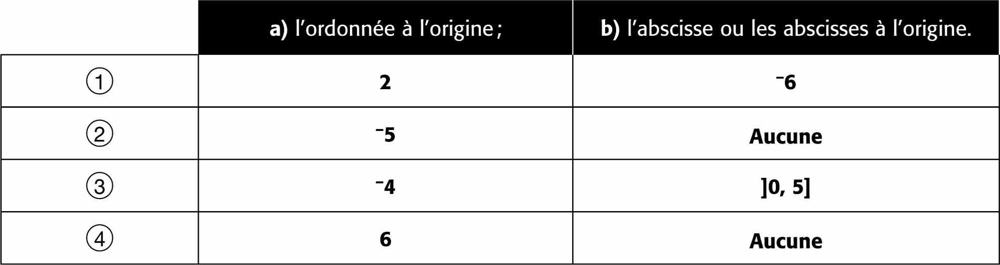 a) l'ordonnée à l'origine ; b) l'abscisse ou les abscisses à l'origine.
① 2 ⁻6
② ⁻5 Aucune
③ ⁻4 ]0, 5]
④ 6 Aucune